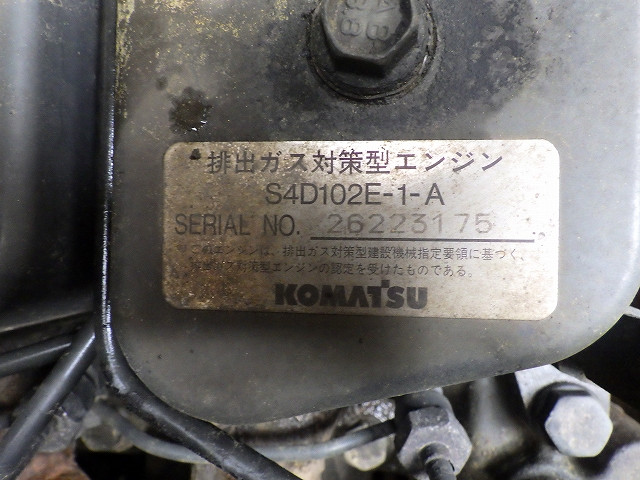 排出ガス対策型エンジン
S4D102E-1-A
SERIAL NO. 26223175
このエンジンは、排出ガス対策型建設機械指定要領に基づく、
排出ガス対策型エンジンの認定を受けたものである。
KOMATSU